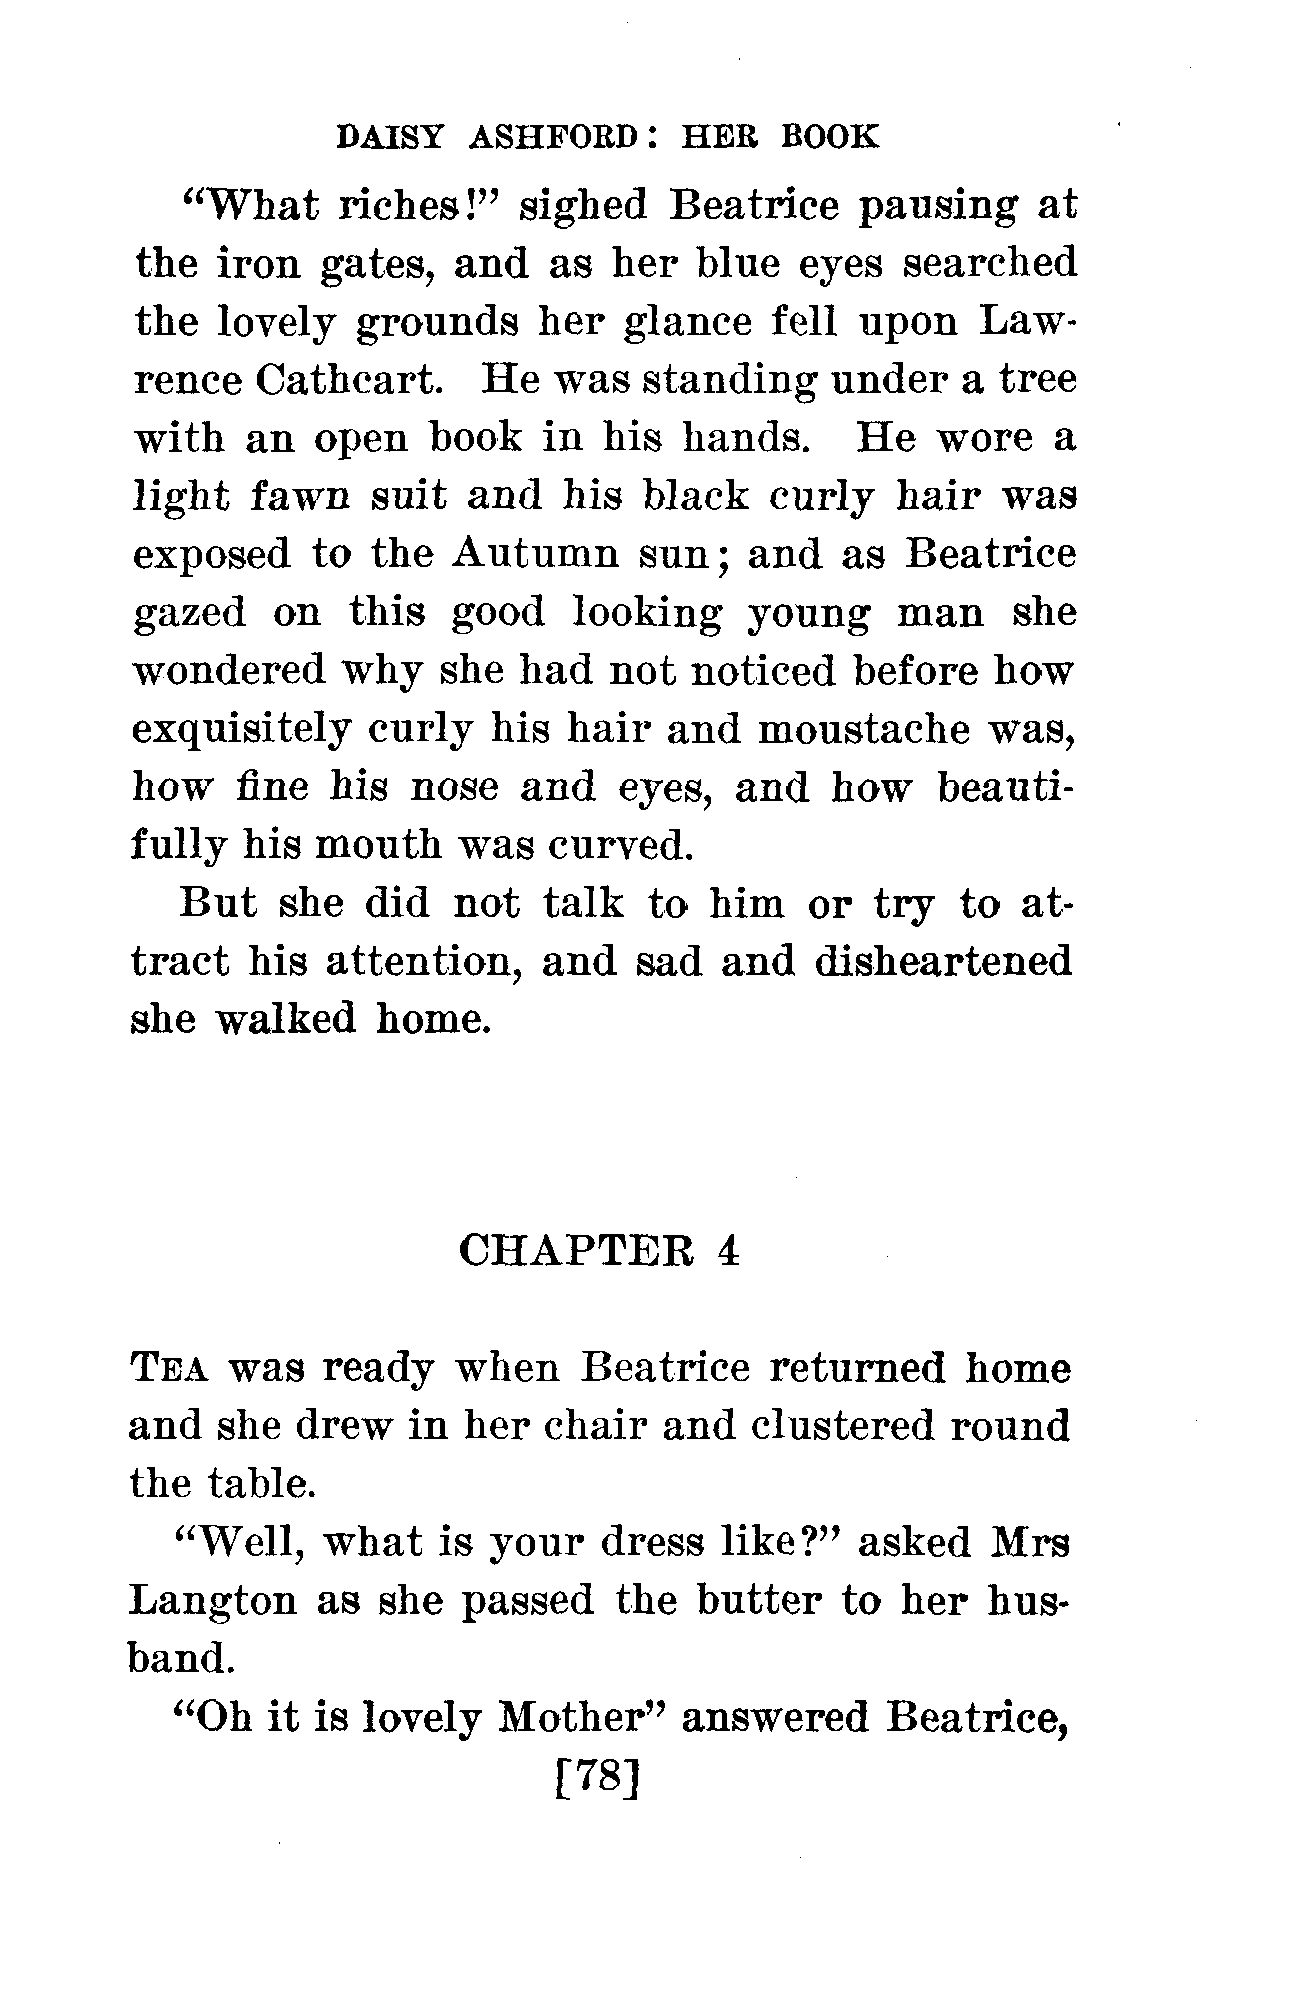 DAISY ASHFORD: HER BOOK
“What riches!” sighed Beatrice pausing at
the iron gates, and as her blue eyes searched
the lovely grounds her glance fell upon Law-
rence Cathcart. He was standing under a tree
with an open book in his hands. He wore a
light fawn suit and his black curly hair was
exposed to the Autumn sun; and as Beatrice
gazed on this good looking young man she
wondered why she had not noticed before how
exquisitely curly his hair and moustache was,
how fine his nose and eyes, and how beauti-
fully his mouth was curved.
But she did not talk to him or try to at-
tract his attention, and sad and disheartened
she walked home.
CHAPTER 4
TEA was ready when Beatrice returned home
and she drew in her chair and clustered round
the table.
“Well, what is your dress like?” asked Mrs
Langton as she passed the butter to her hus-
band.
“Oh it is lovely Mother” answered Beatrice,
[78]